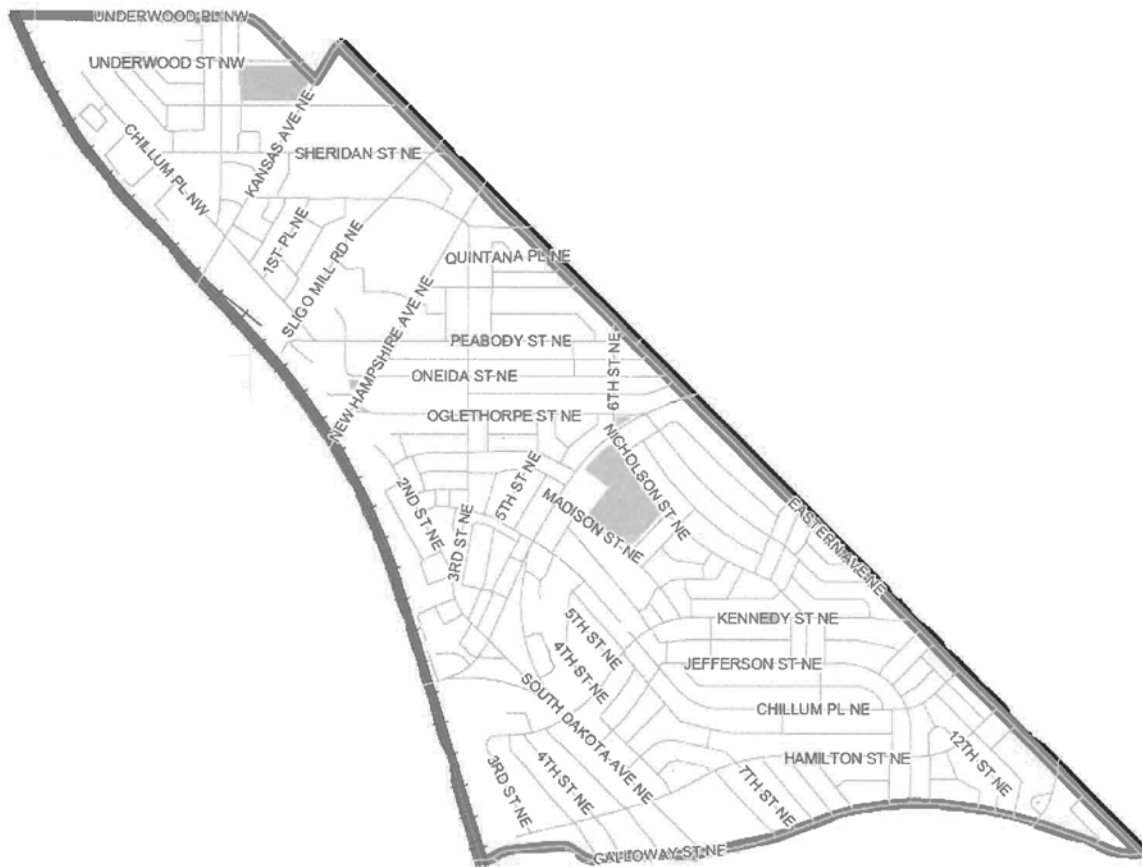 UNDERWOOD PL NW
UNDERWOOD ST NW
KANSAS AVE NE
CHILLUM PL NW
SHERIDAN ST NE
1ST PL NE
SLIGO MILL RD NE
QUINTANA PL NE
NEW HAMPSHIRE AVE NE
PEABODY ST NE
6TH ST NE
ONEIDA ST NE
OGLETHORPE ST NE
NICHOLSON ST NE
2ND ST NE
3RD ST NE
5TH ST NE
MADISON ST NE
EASTERN AVE NE
KENNEDY ST NE
5TH ST NE
4TH ST NE
JEFFERSON ST NE
SOUTH DAKOTA AVE NE
CHILLUM PL NE
HAMILTON ST NE
12TH ST NE
3RD ST NE
4TH ST NE
7TH ST NE
GALLOWAY ST NE